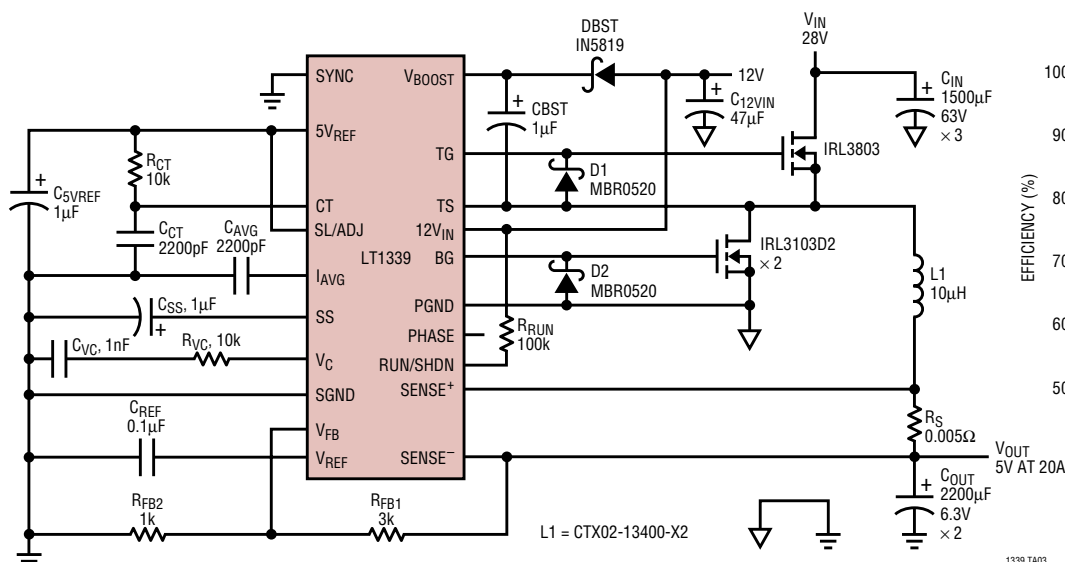 DBST
IN5819
VIN
28V
SYNC
VBOOST
12V
CBST
1µF
C12VIN
47µF
CIN
1500µF
63V
× 3
5VREF
RCT
10k
TG
D1
MBR0520
IRL3803
C5VREF
1µF
CT
TS
CCT
2200pF
CAVG
2200pF
SL/ADJ
12VIN
LT1339
BG
IRL3103D2
× 2
IAVG
D2
MBR0520
L1
10µH
CSS, 1µF
SS
PGND
PHASE
RRUN
100k
CVC, 1nF
RVC, 10k
VC
RUN/SHDN
SGND
SENSE+
CREF
0.1µF
VFB
RS
0.005Ω
VREF
SENSE–
VOUT
5V AT 20A
RFB2
1k
RFB1
3k
COUT
2200µF
6.3V
× 2
L1 = CTX02-13400-X2
1339 TA03
EFFICIENCY (%)
100
90
80
70
60
50